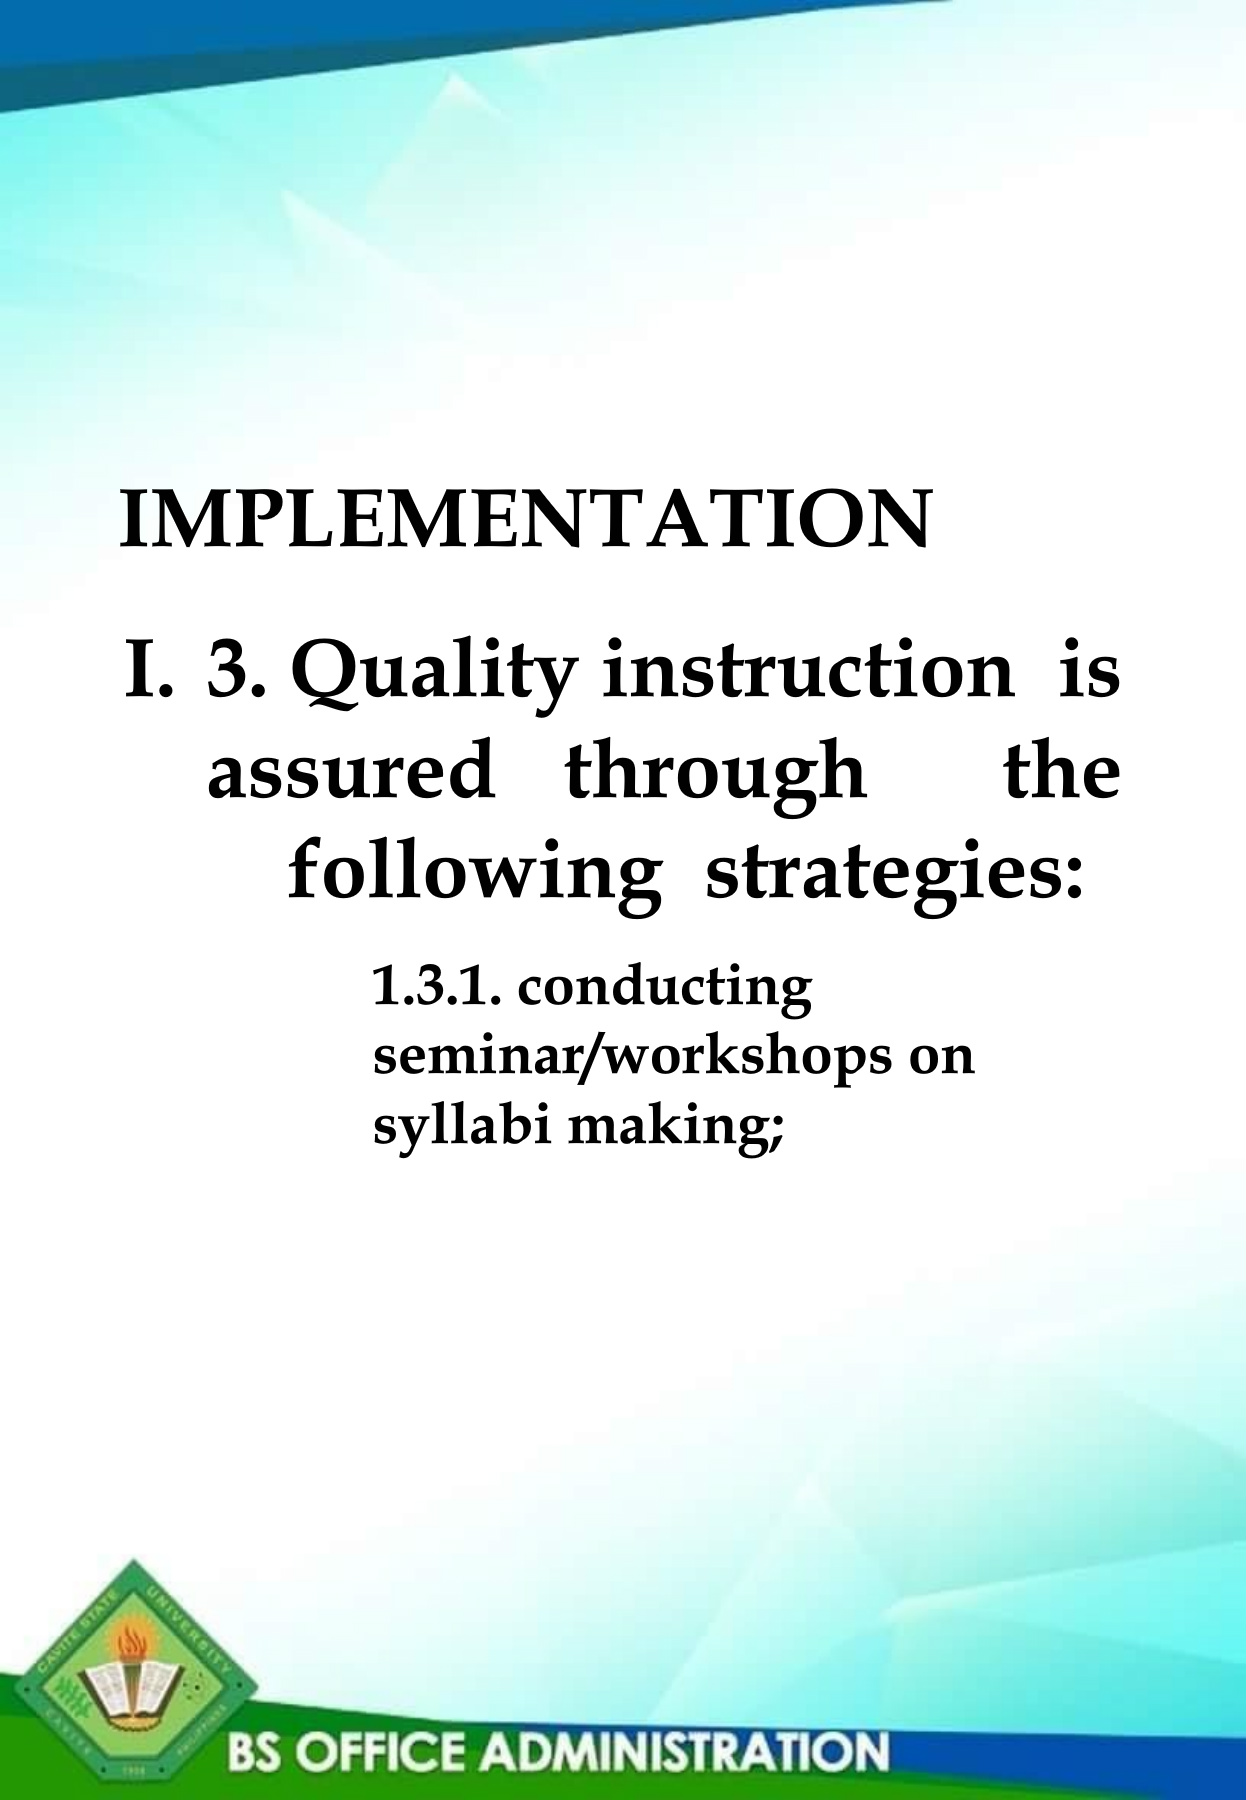 IMPLEMENTATION
I. 3. Quality instruction is
assured through the
following strategies:
1.3.1. conducting
seminar/workshops on
syllabi making;
CAVITE STATE UNIVERSITY
CAVITE PHILIPPINES
1906
BS OFFICE ADMINISTRATION